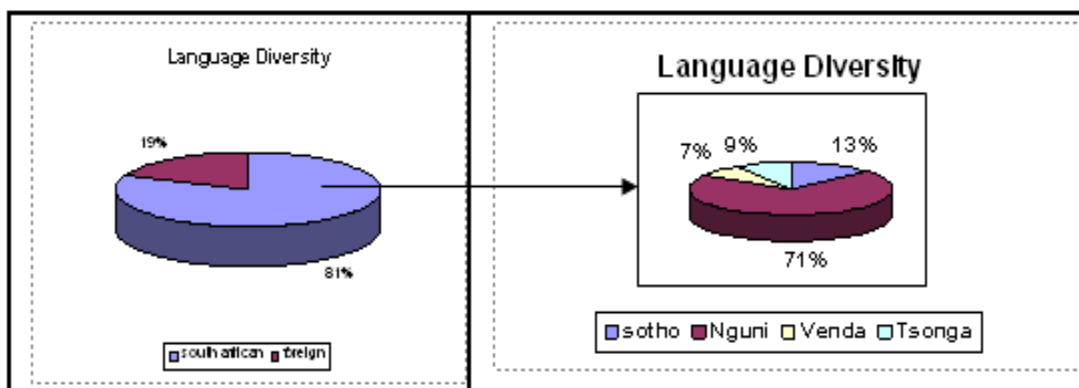 Language Diversity
19%
81%
south african foreign
Language Diversity
7% 9% 13%
71%
sotho Nguni Venda Tsonga